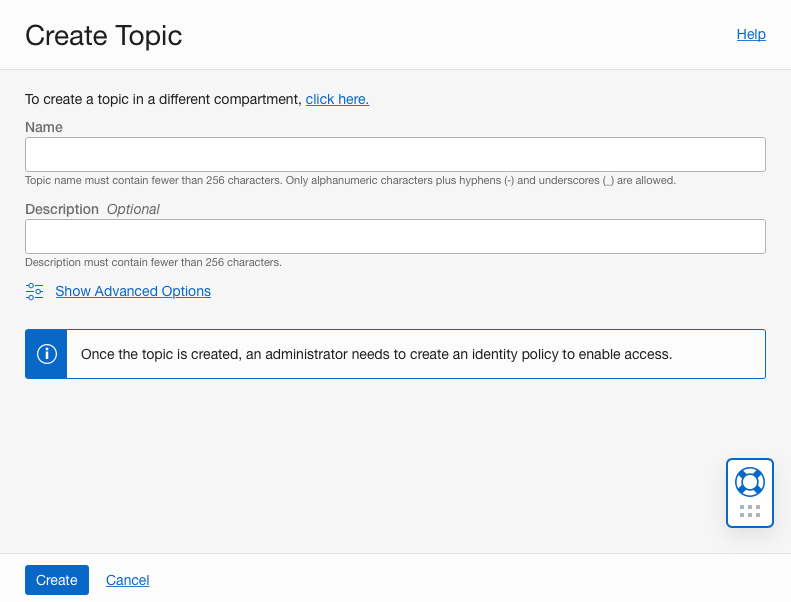 Create Topic
Help
To create a topic in a different compartment, click here.
Name
Topic name must contain fewer than 256 characters. Only alphanumeric characters plus hyphens (-) and underscores (_) are allowed.
Description Optional
Description must contain fewer than 256 characters.
Show Advanced Options
Once the topic is created, an administrator needs to create an identity policy to enable access.
Create
Cancel